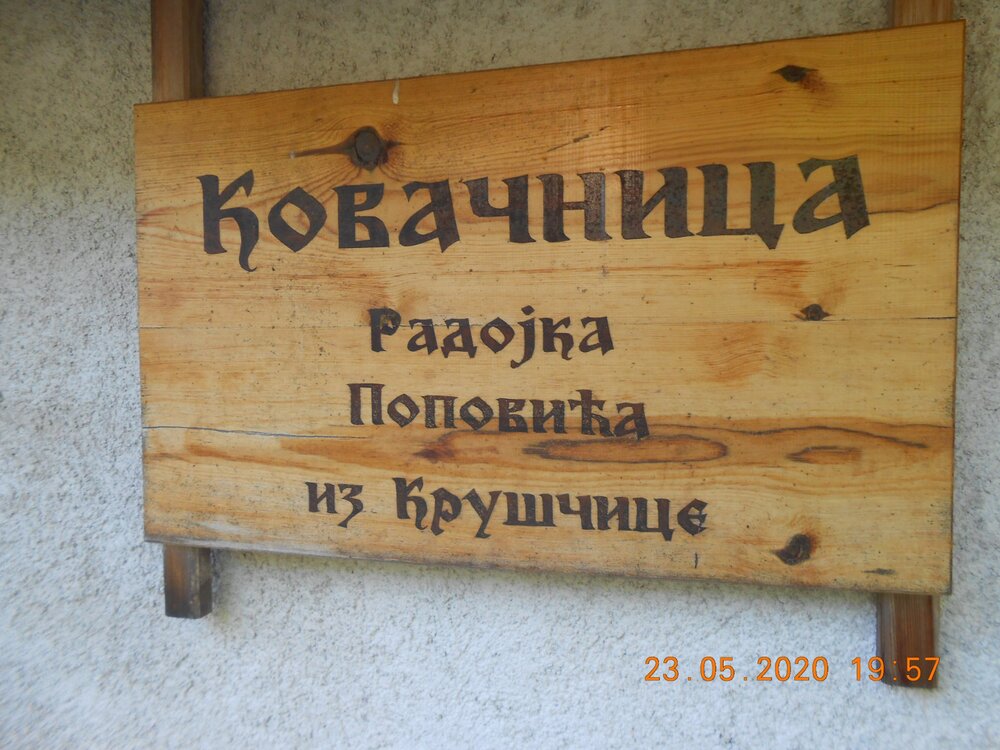 Ковачница
Радојка
Поповића
из Крушчице
23.05.2020 19:57